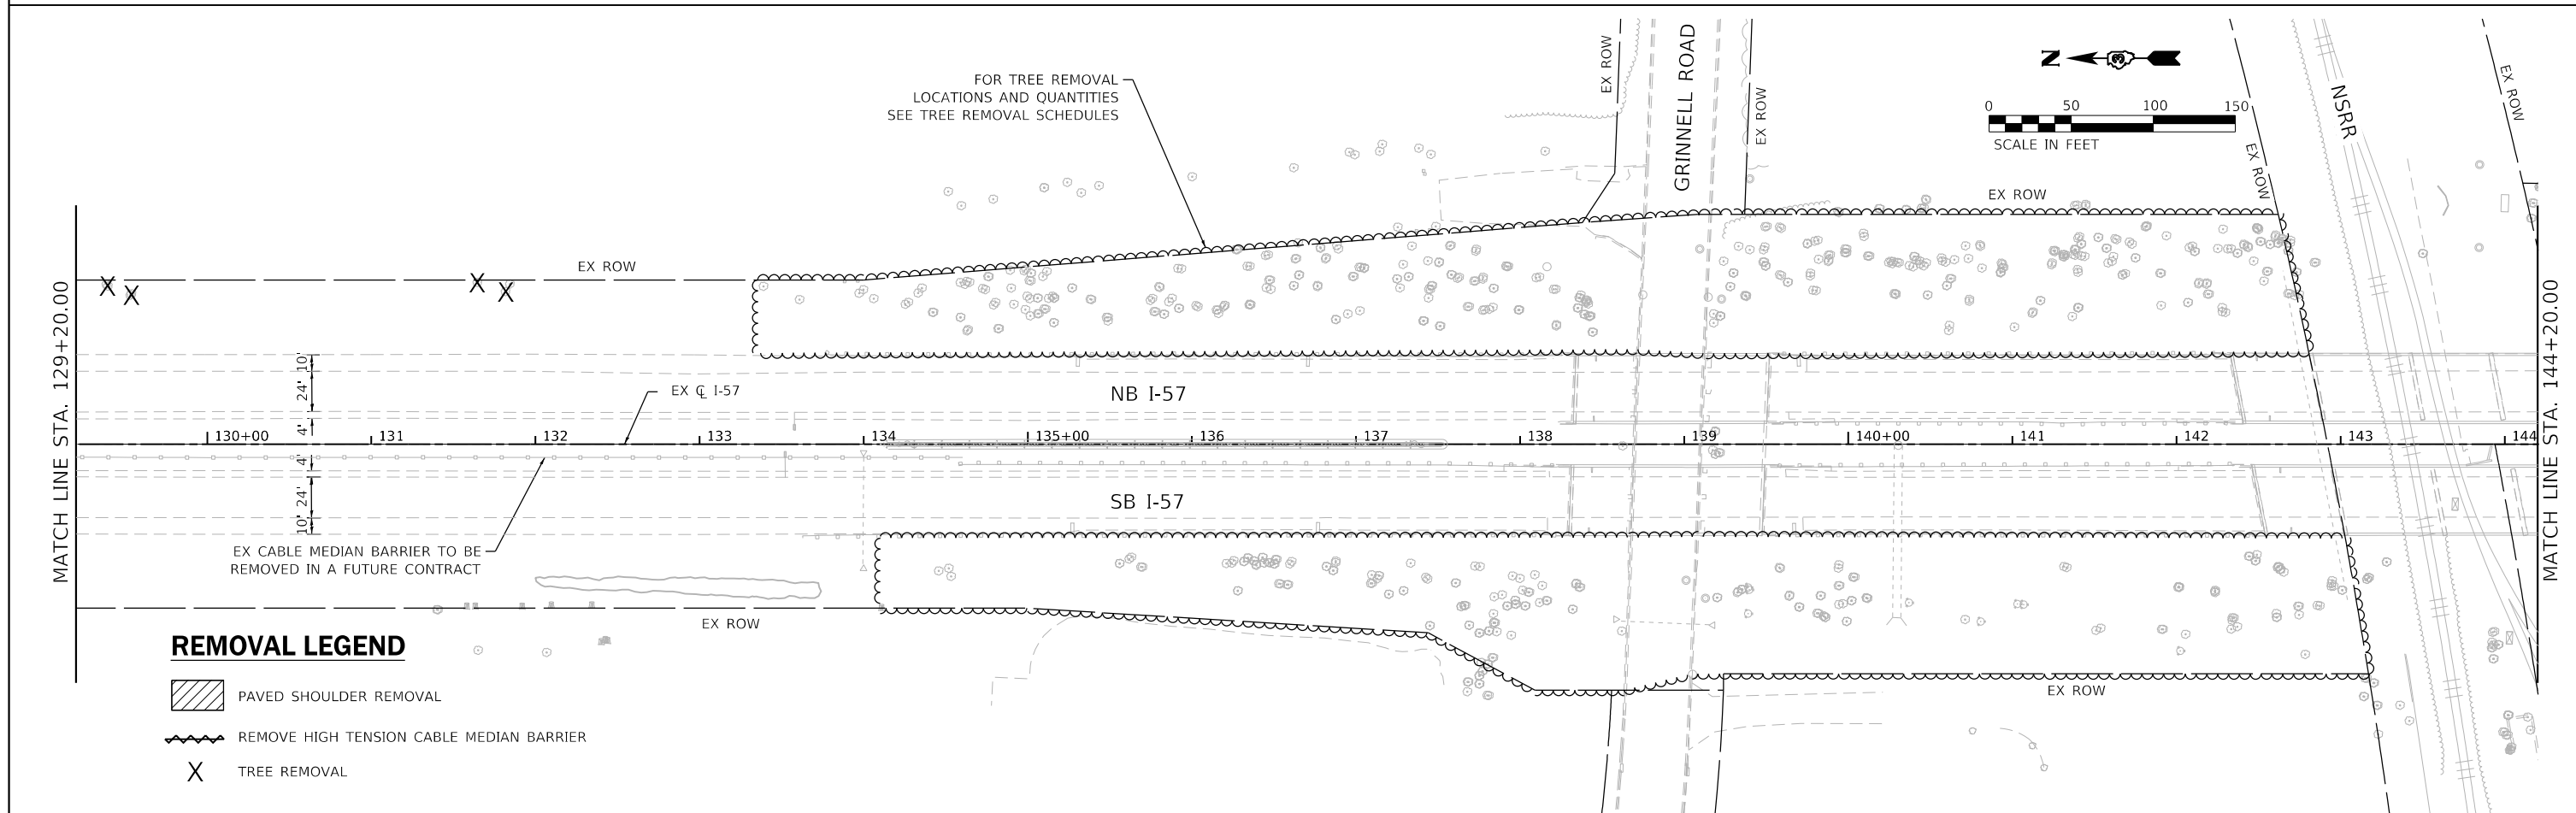 FOR TREE REMOVAL
LOCATIONS AND QUANTITIES
SEE TREE REMOVAL SCHEDULES
EX ROW
GRINNELL ROAD
EX ROW
N
3
0 50 100 150
SCALE IN FEET
EX ROW
NSRR
EX ROW
EX ROW
EX ROW
MATCH LINE STA. 129+20.00
10'
24'
4'
4'
24'
10'
EX CL I-57
NB I-57
130+00 131 132 133 134 135+00 136 137 138 139 140+00 141 142 143 144
SB I-57
MATCH LINE STA. 144+20.00
EX CABLE MEDIAN BARRIER TO BE
REMOVED IN A FUTURE CONTRACT
EX ROW
EX ROW
REMOVAL LEGEND
PAVED SHOULDER REMOVAL
REMOVE HIGH TENSION CABLE MEDIAN BARRIER
X TREE REMOVAL